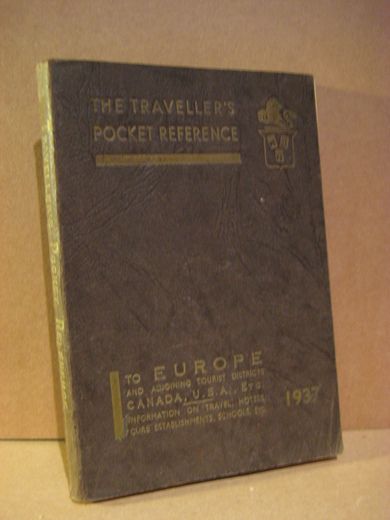 THE TRAVELLER'S
POCKET REFERENCE
TO EUROPE
AND ADJOINING TOURIST DISTRICTS
CANADA, U.S.A., ETC.
INFORMATION ON TRAVEL, HOTELS,
CURE ESTABLISHMENTS, SCHOOLS, ETC.
1937